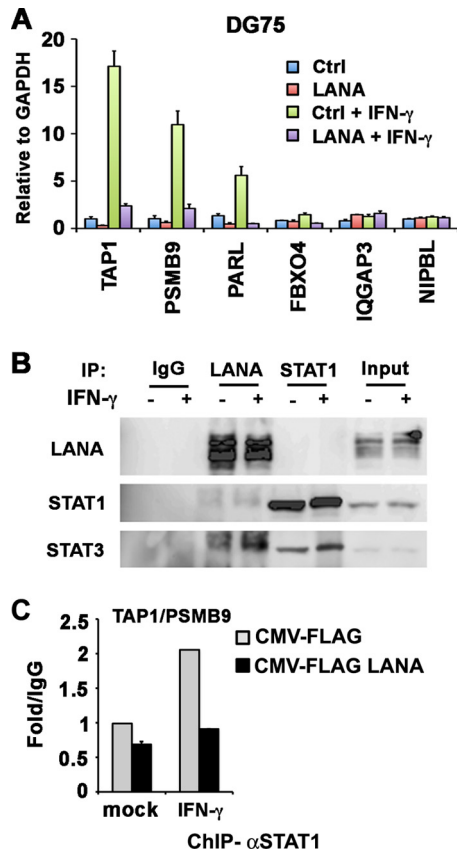 A
DG75
Relative to GAPDH
20
15
10
5
0
Ctrl
LANA
Ctrl + IFN-γ
LANA + IFN-γ
TAP1
PSMB9
PARL
FBXO4
IQGAP3
NIPBL
B
IP: IgG LANA STAT1 Input
IFN-γ - + - + - + - +
LANA
STAT1
STAT3
C
TAP1/PSMB9
Fold/IgG
2.5
2
1.5
1
0.5
0
CMV-FLAG
CMV-FLAG LANA
mock IFN-γ
ChIP- αSTAT1